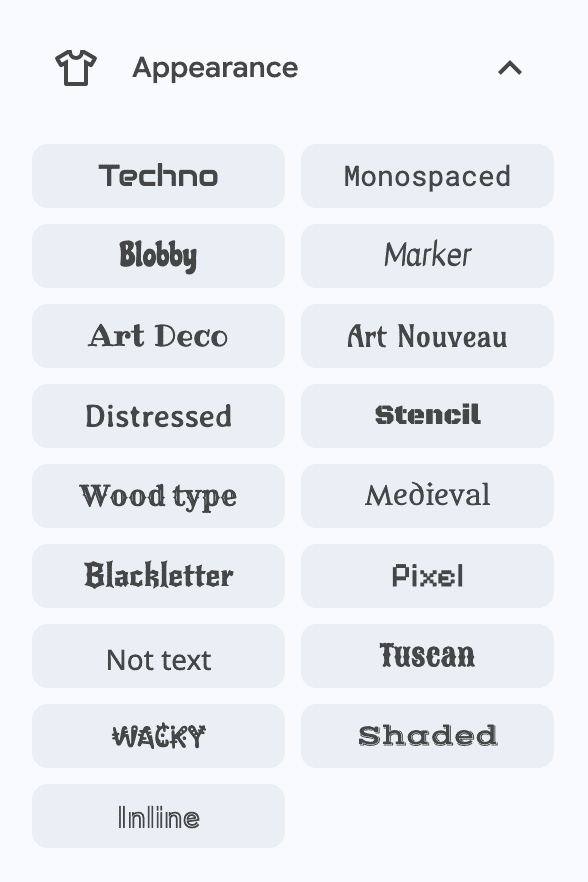 Appearance
Techno
Monospaced
Blobby
Marker
Art Deco
Art Nouveau
Distressed
Stencil
Wood type
Medieval
Blackletter
Pixel
Not text
Tuscan
WACKY
Shaded
Inline